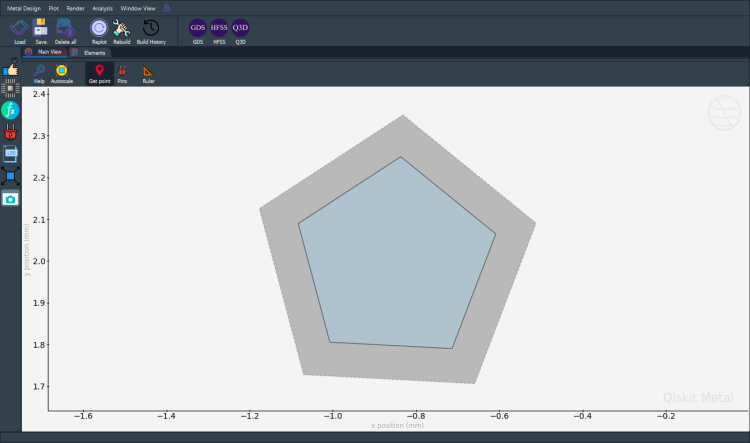 Metal Design Plot Render Analysis Window View
GDS HFSS Q3D
Load Save Delete all Replot Rebuild Build History GDS HFSS Q3D
Main View Elements
Help Autoscale Get point Pins Ruler
2.4
2.3
2.2
2.1
2.0
1.9
1.8
1.7
y position (mm)
−1.6 −1.4 −1.2 −1.0 −0.8 −0.6 −0.4 −0.2
x position (mm)
Qiskit Metal